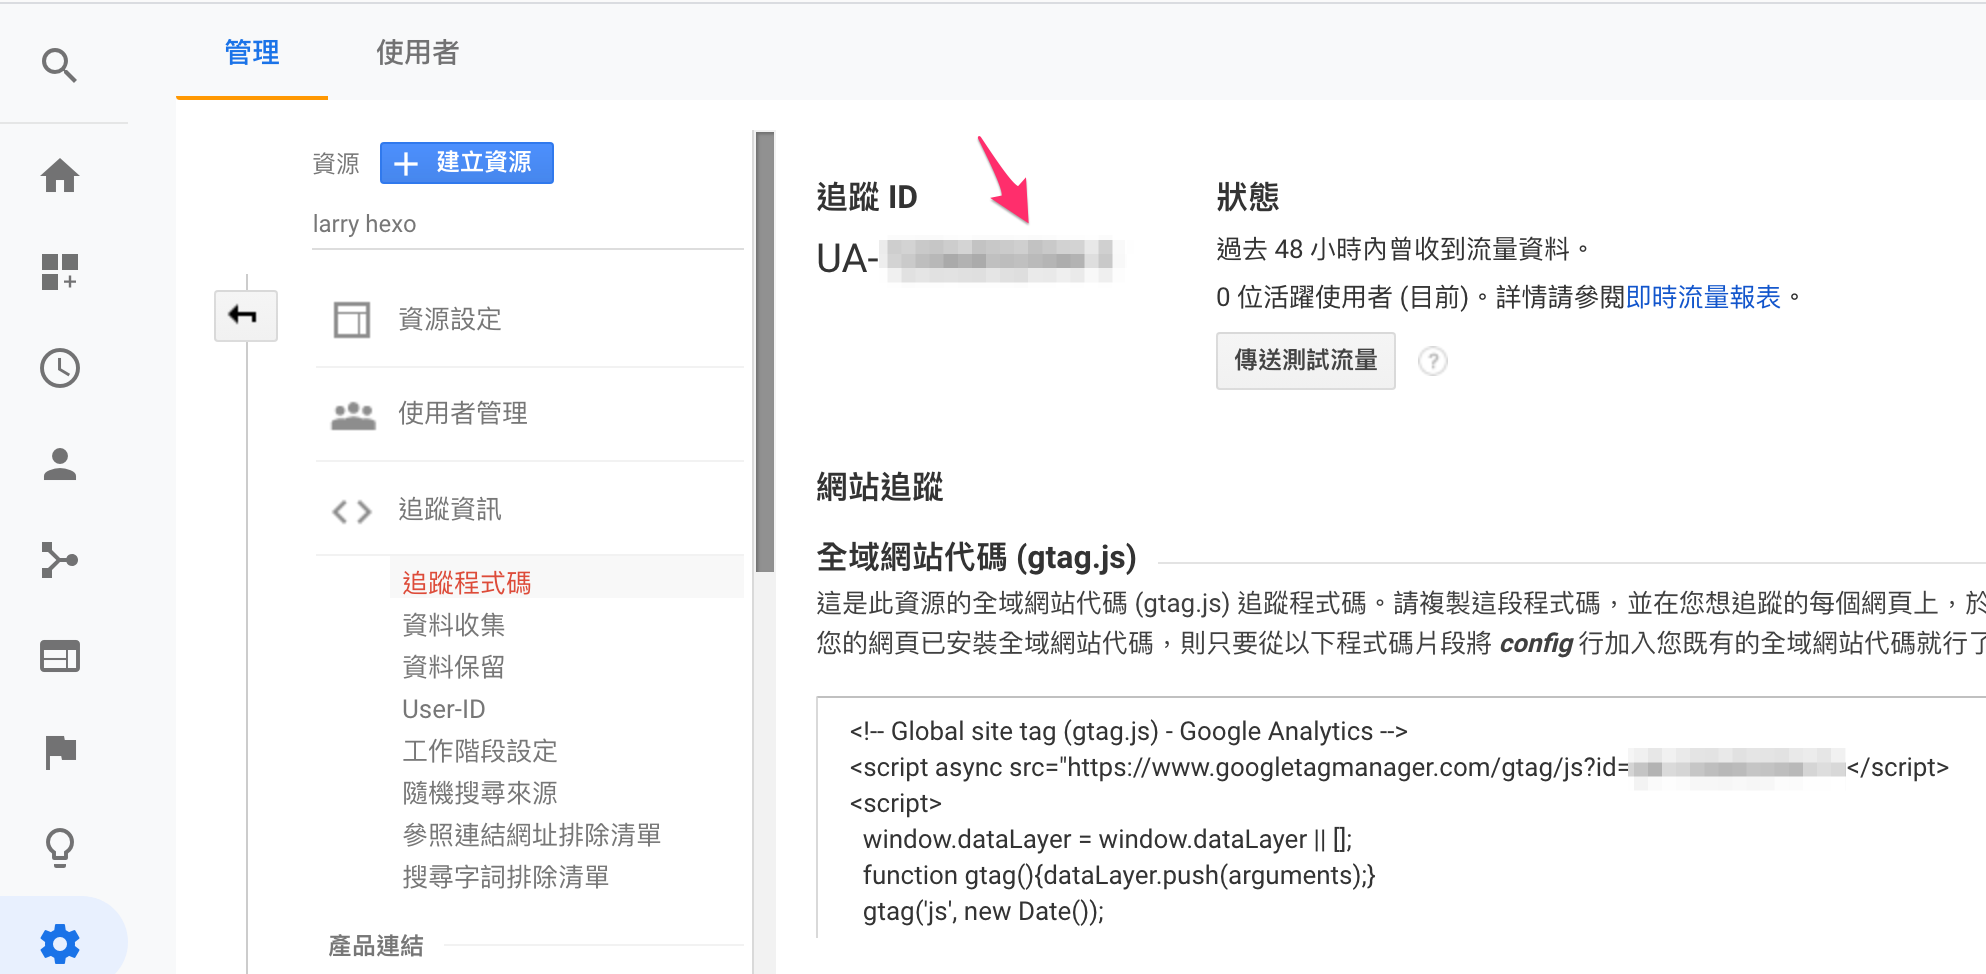 管理
使用者
資源
建立資源
larry hexo
資源設定
使用者管理
追蹤資訊
追蹤程式碼
資料收集
資料保留
User-ID
工作階段設定
隨機搜尋來源
參照連結網址排除清單
搜尋字詞排除清單
產品連結
追蹤 ID
UA-
狀態
過去 48 小時內曾收到流量資料。
0 位活躍使用者 (目前)。詳情請參閱即時流量報表。
傳送測試流量
?
網站追蹤
全域網站代碼 (gtag.js)
這是此資源的全域網站代碼 (gtag.js) 追蹤程式碼。請複製這段程式碼，並在您想追蹤的每個網頁上，於
您的網頁已安裝全域網站代碼，則只要從以下程式碼片段將 config 行加入您既有的全域網站代碼就行了
<!-- Global site tag (gtag.js) - Google Analytics -->
<script async src="https://www.googletagmanager.com/gtag/js?id=</script>
<script>
window.dataLayer = window.dataLayer || [];
function gtag(){dataLayer.push(arguments);}
gtag('js', new Date());